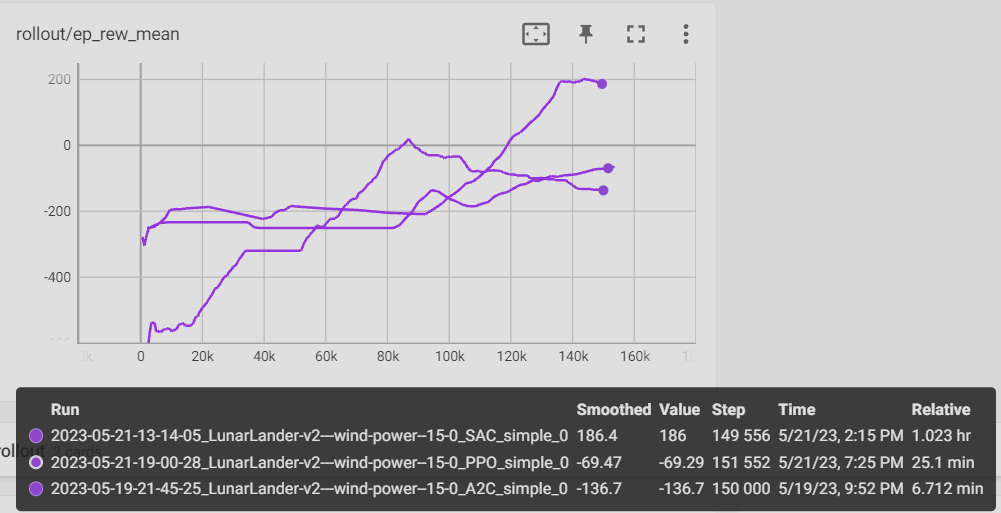 rollout/ep_rew_mean
200
0
-200
-400
0 20k 40k 60k 80k 100k 120k 140k 160k
Run Smoothed Value Step Time Relative
2023-05-21-13-14-05_LunarLander-v2---wind-power--15-0_SAC_simple_0 186.4 186 149 556 5/21/23, 2:15 PM 1.023 hr
2023-05-21-19-00-28_LunarLander-v2---wind-power--15-0_PPO_simple_0 -69.47 -69.29 151 552 5/21/23, 7:25 PM 25.1 min
2023-05-19-21-45-25_LunarLander-v2---wind-power--15-0_A2C_simple_0 -136.7 -136.7 150 000 5/19/23, 9:52 PM 6.712 min